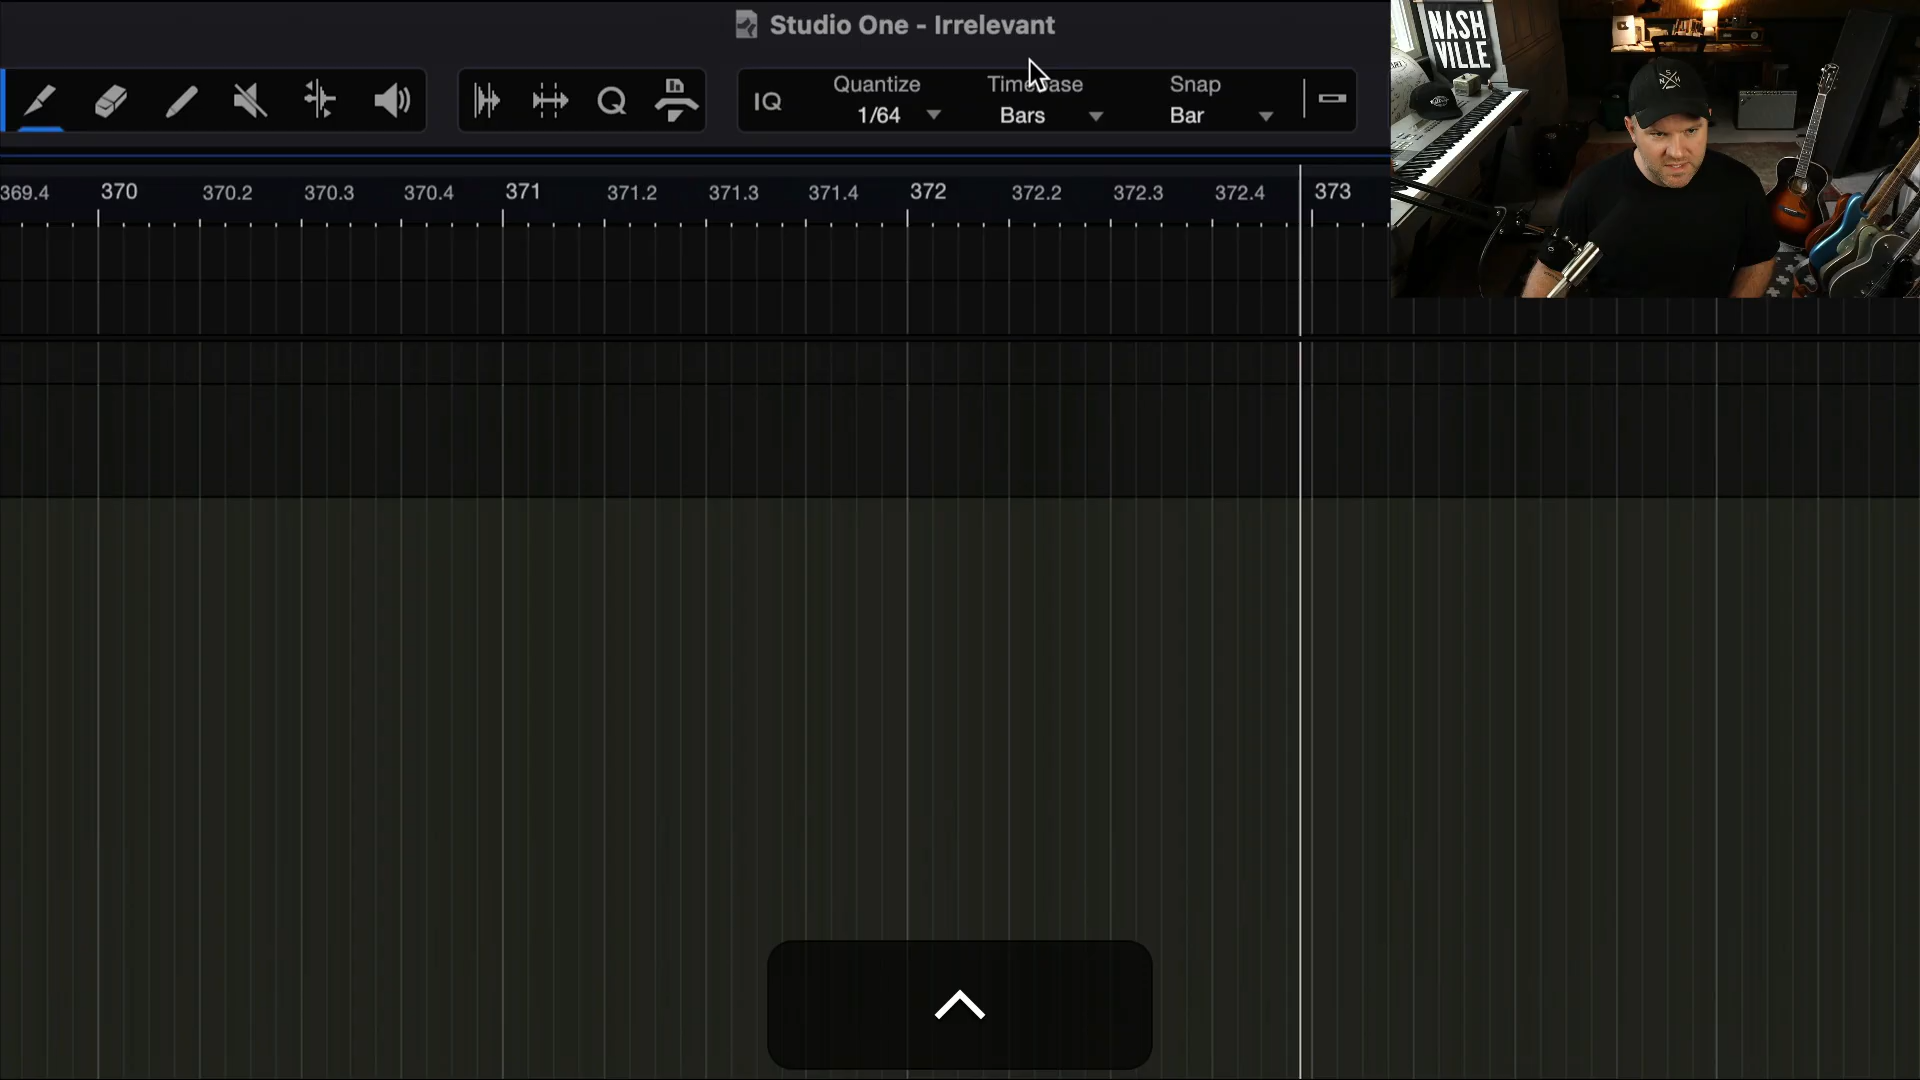 Studio One - Irrelevant
IQ
Quantize
1/64
Timebase
Bars
Snap
Bar
369.4 370 370.2 370.3 370.4 371 371.2 371.3 371.4 372 372.2 372.3 372.4 373
NASH
VILLE